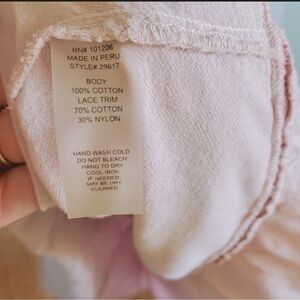 RN# 101206
MADE IN PERU
STYLE# 29617
BODY
100% COTTON
LACE TRIM
70% COTTON
30% NYLON
HAND WASH COLD
DO NOT BLEACH
HANG TO DRY
COOL IRON,
IF NEEDED
MAY BE DRY
CLEANED